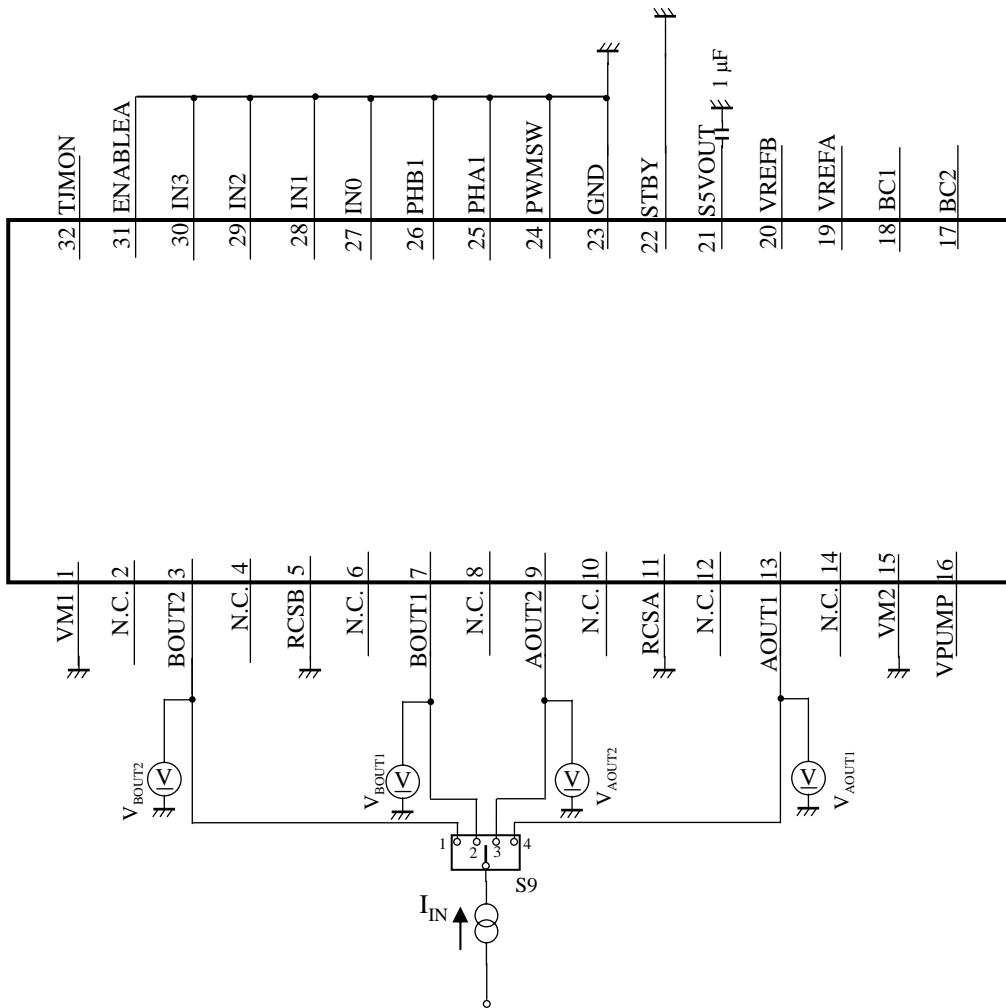 32 TJMON
31 ENABLEA
30 IN3
29 IN2
28 IN1
27 IN0
26 PHB1
25 PHA1
24 PWMSW
23 GND
22 STBY
21 S5VOUT
1 μF
20 VREFB
19 VREFA
18 BC1
17 BC2
VM1 1
N.C. 2
BOUT2 3
N.C. 4
RCSB 5
N.C. 6
BOUT1 7
N.C. 8
AOUT2 9
N.C. 10
RCSA 11
N.C. 12
AOUT1 13
N.C. 14
VM2 15
VPUMP 16
VBOUT2
V
VBOUT1
V
V
VAOUT2
V
VAOUT1
1 2 3 4
S9
IIN